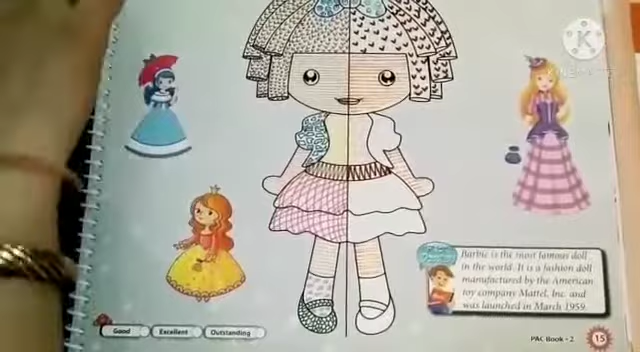 Barbie is the most famous doll
in the world. It is a fashion doll
manufactured by the American
toy company Mattel, Inc. and
was launched in March 1959.
Good Excellent Outstanding
PAC Book - 2 15